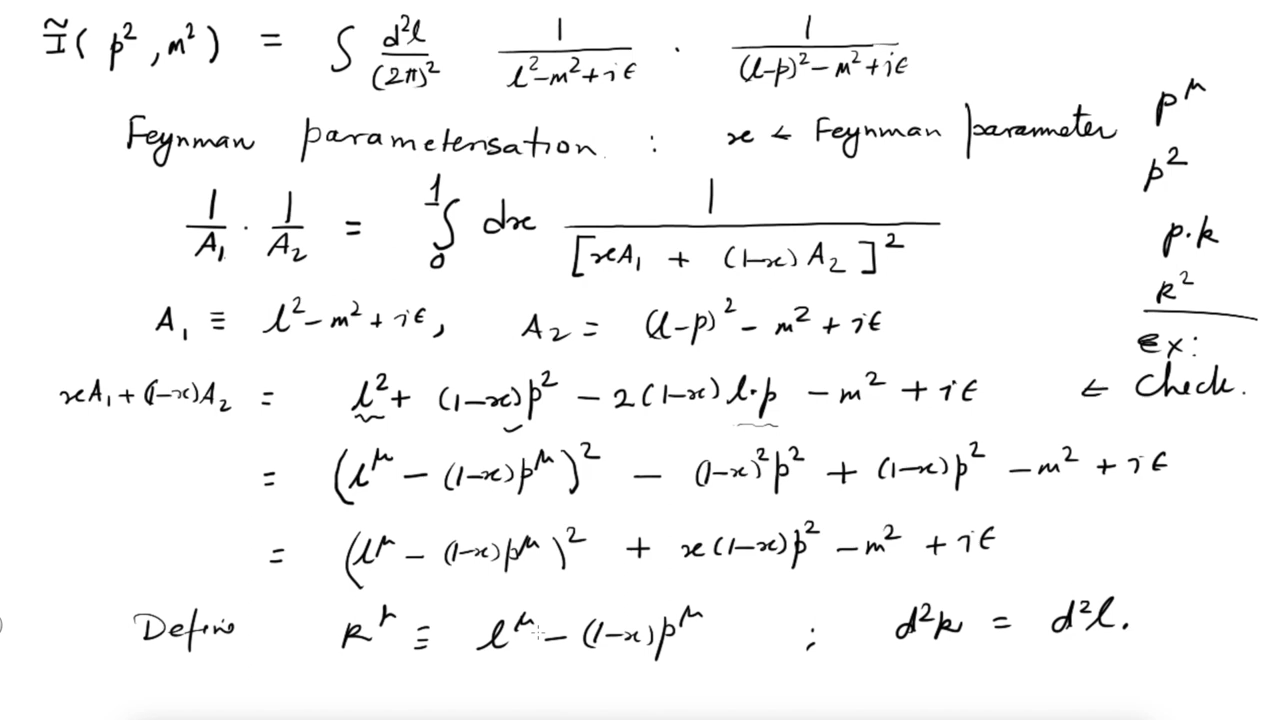 Ĩ(p², m²) = ∫ d²l/(2π)² 1/(l²-m²+iϵ) · 1/((l-p)²-m²+iϵ)
Feynman parametersation : x ← Feynman parameter
p^μ
p²
p.k
k²
1/A₁ · 1/A₂ = ∫₀¹ dx 1/[xA₁ + (1-x)A₂]²
A₁ ≡ l²-m²+iϵ, A₂ = (l-p)²-m²+iϵ
Ex:
xA₁+(1-x)A₂ = l²+(1-x)p²-2(1-x)l·p-m²+iϵ ← Check.
= (l^μ-(1-x)p^μ)²-(1-x)²p²+(1-x)p²-m²+iϵ
= (l^μ-(1-x)p^μ)²+x(1-x)p²-m²+iϵ
Define k^μ ≡ l^μ-(1-x)p^μ ; d²k = d²l.